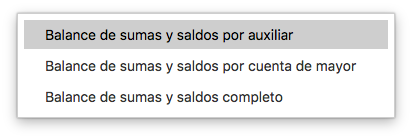 Balance de sumas y saldos por auxiliar
Balance de sumas y saldos por cuenta de mayor
Balance de sumas y saldos completo